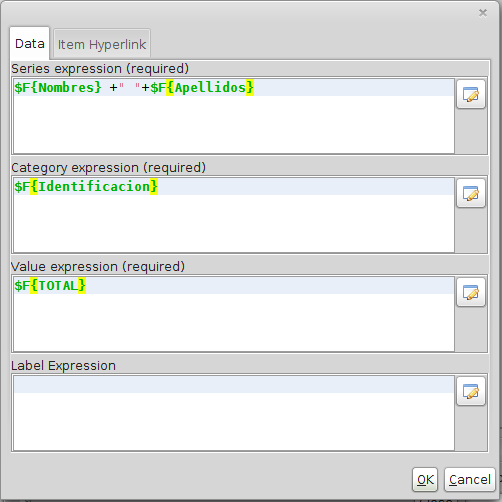 Data
Item Hyperlink
Series expression (required)
$F{Nombres} +" "+$F{Apellidos}
Category expression (required)
$F{Identificacion}
Value expression (required)
$F{TOTAL}
Label Expression
OK
Cancel